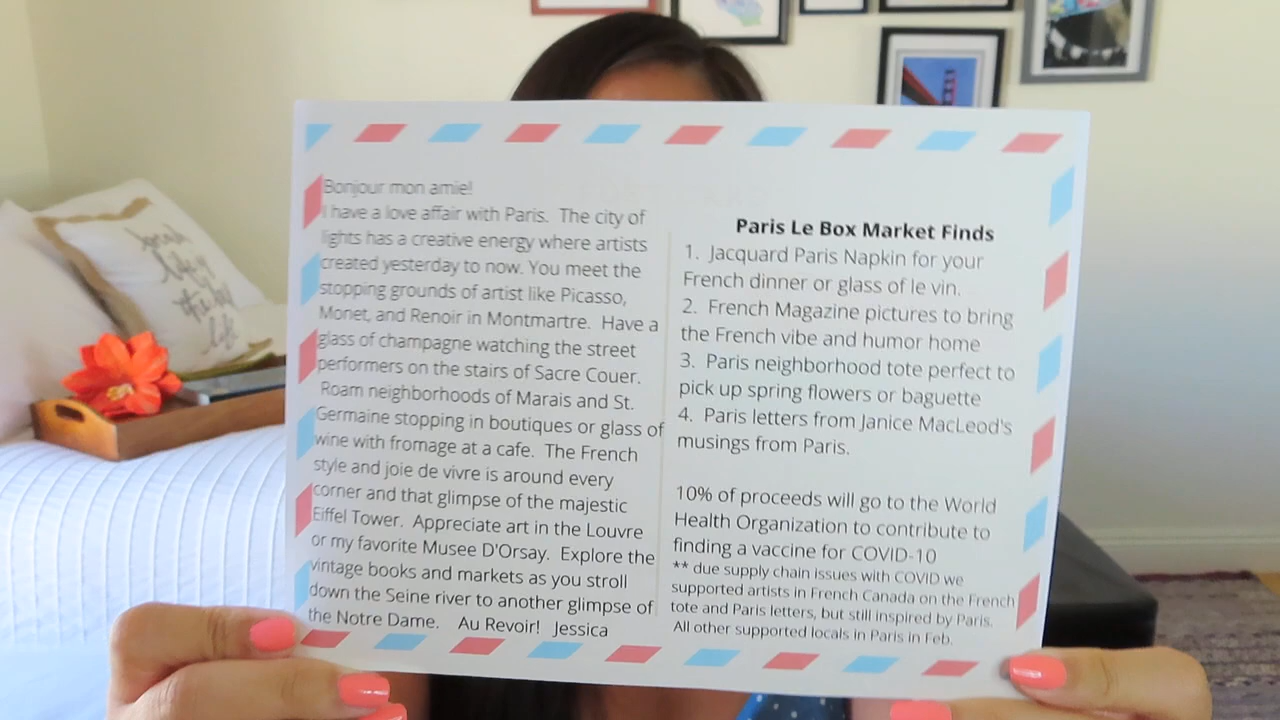 Bonjour mon amie!
I have a love affair with Paris. The city of
lights has a creative energy where artists
created yesterday to now. You meet the
stopping grounds of artist like Picasso,
Monet, and Renoir in Montmartre. Have a
glass of champagne watching the street
performers on the stairs of Sacre Couer.
Roam neighborhoods of Marais and St.
Germaine stopping in boutiques or glass of
wine with fromage at a cafe. The French
style and joie de vivre is around every
corner and that glimpse of the majestic
Eiffel Tower. Appreciate art in the Louvre
or my favorite Musee D'Orsay. Explore the
vintage books and markets as you stroll
down the Seine river to another glimpse of
the Notre Dame. Au Revoir! Jessica
Paris Le Box Market Finds
1. Jacquard Paris Napkin for your
French dinner or glass of le vin.
2. French Magazine pictures to bring
the French vibe and humor home
3. Paris neighborhood tote perfect to
pick up spring flowers or baguette
4. Paris letters from Janice MacLeod's
musings from Paris.
10% of proceeds will go to the World
Health Organization to contribute to
finding a vaccine for COVID-10
** due supply chain issues with COVID we
supported artists in French Canada on the French
tote and Paris letters, but still inspired by Paris.
All other supported locals in Paris in Feb.